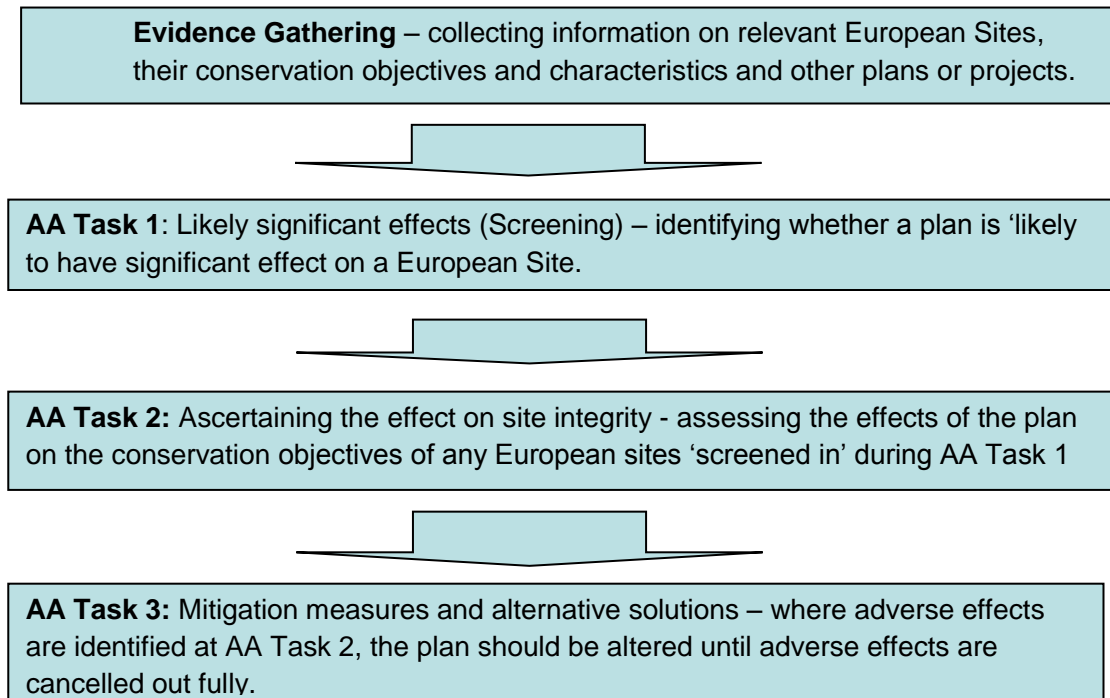 Evidence Gathering – collecting information on relevant European Sites,
their conservation objectives and characteristics and other plans or projects.
AA Task 1: Likely significant effects (Screening) – identifying whether a plan is ‘likely
to have significant effect on a European Site.
AA Task 2: Ascertaining the effect on site integrity - assessing the effects of the plan
on the conservation objectives of any European sites ‘screened in’ during AA Task 1
AA Task 3: Mitigation measures and alternative solutions – where adverse effects
are identified at AA Task 2, the plan should be altered until adverse effects are
cancelled out fully.